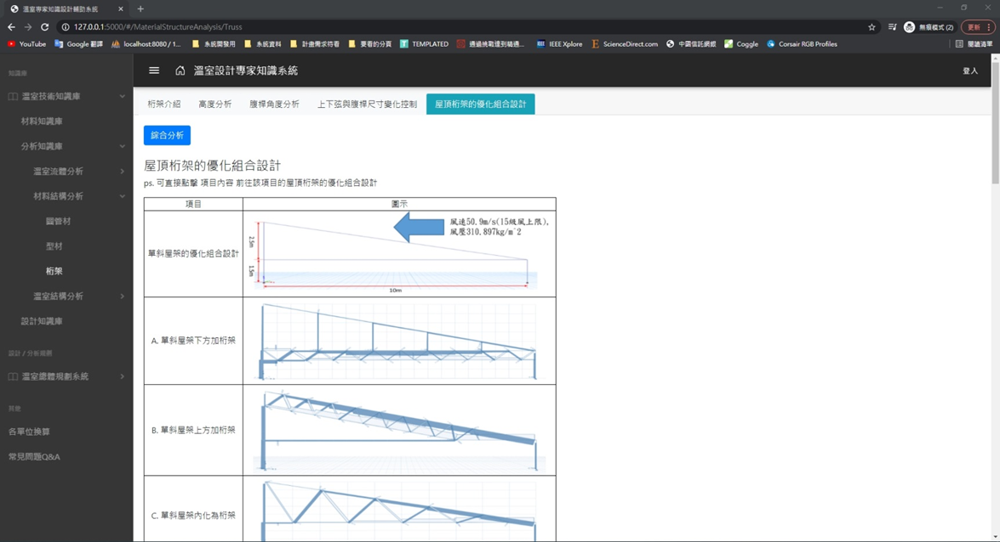 溫室專家知識設計輔助系統
127.0.0.1:5000/#/MaterialStructureAnalysis/Truss
無痕模式 (2)
更新
YouTube
Google 翻譯
localhost:8080 / 1...
系統開發用
系統資料
計畫需求特者
要看的分頁
TEMPLATED
通過挑戰達到精通...
IEEE Xplore
ScienceDirect.com
中國信託網銀
Coggle
Corsair RGB Profiles
閱讀清單
知識庫
溫室技術知識庫
材料知識庫
分析知識庫
溫室流體分析
材料結構分析
圓管材
型材
桁架
溫室結構分析
設計知識庫
設計 / 分析規劃
溫室總體規劃系統
其他
各單位換算
常見問題Q&A
溫室設計專家知識系統
登入
桁架介紹
高度分析
腹桿角度分析
上下弦與腹桿尺寸變化控制
屋頂桁架的優化組合設計
綜合分析
屋頂桁架的優化組合設計
ps. 可直接點擊 項目內容 前往該項目的屋頂桁架的優化組合設計
項目
圖示
單斜屋架的優化組合設計
風速50.9m/s(15級風上限),
風壓310.897kg/m^2
2.5m
1.5m
10m
A. 單斜屋架下方加桁架
B. 單斜屋架上方加桁架
C. 單斜屋架內化為桁架